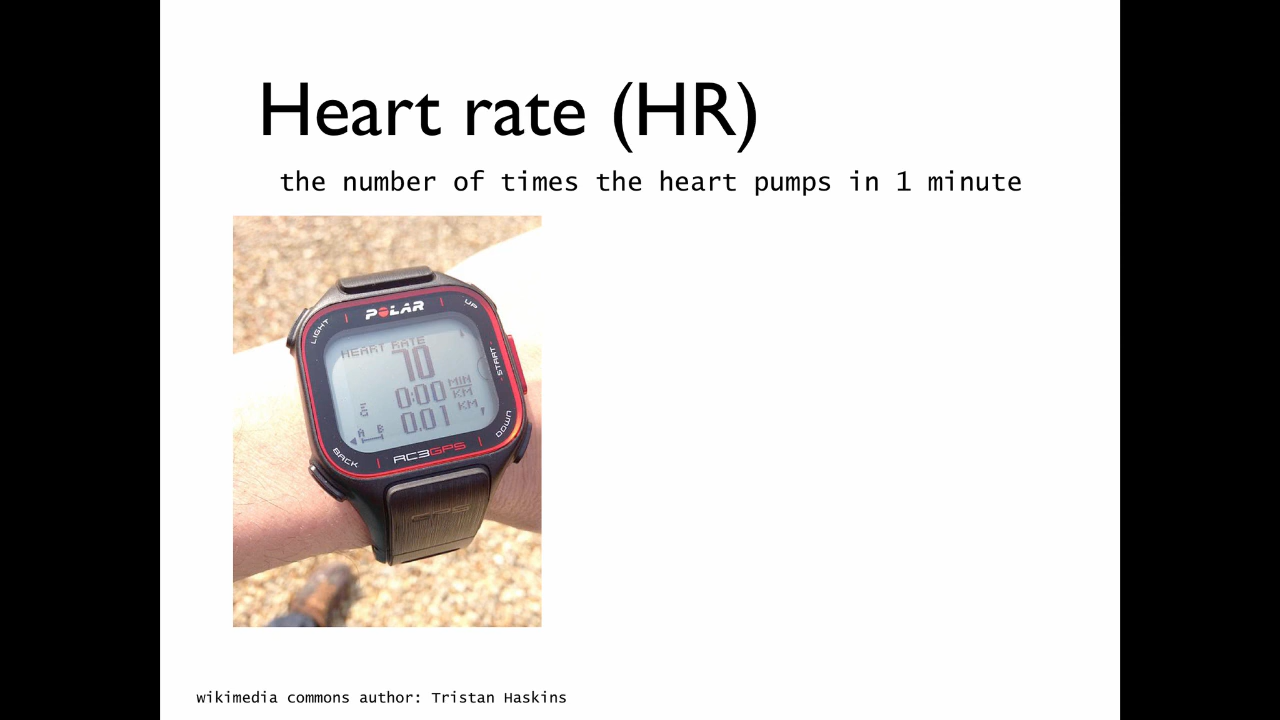 Heart rate (HR)
the number of times the heart pumps in 1 minute
POLAR
LIGHT
UP
HEART RATE
70
START
0:00 MIN/KM
0.01 KM
A B
DOWN
BACK
RC3GPS
wikimedia commons author: Tristan Haskins